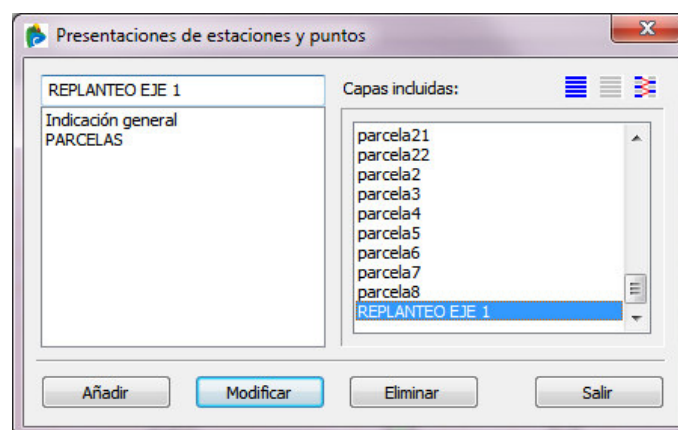 Presentaciones de estaciones y puntos
REPLANTEO EJE 1
Indicación general
PARCELAS
Capas incluidas:
parcela21
parcela22
parcela2
parcela3
parcela4
parcela5
parcela6
parcela7
parcela8
REPLANTEO EJE 1
Añadir
Modificar
Eliminar
Salir